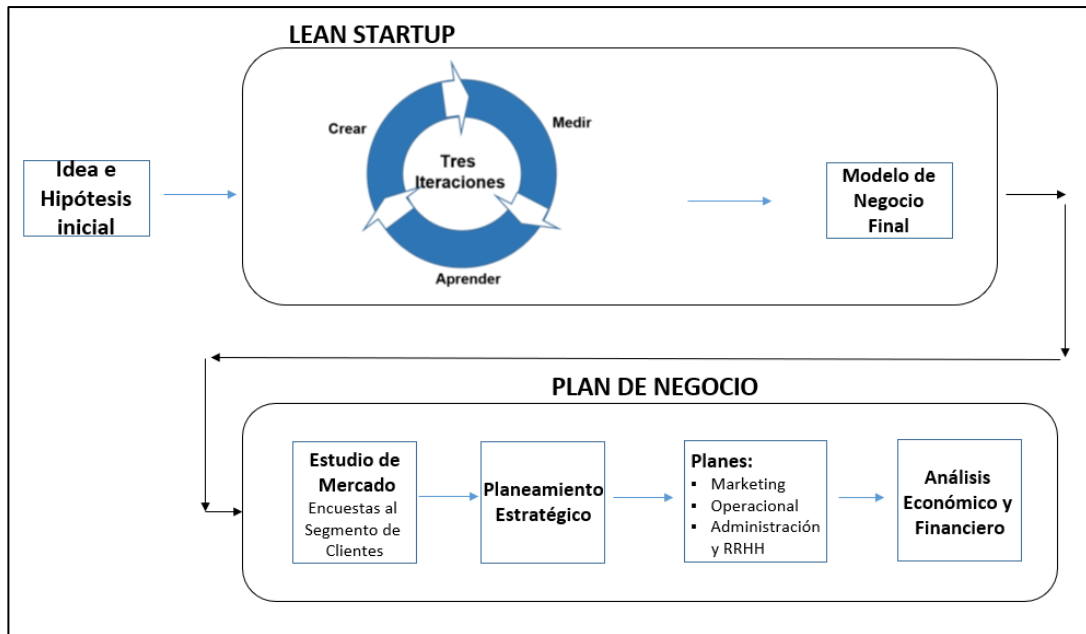 LEAN STARTUP
Crear
Medir
Tres
Iteraciones
Aprender
Idea e
Hipótesis
inicial
Modelo de
Negocio
Final
PLAN DE NEGOCIO
Estudio de
Mercado
Encuestas al
Segmento de
Clientes
Planeamiento
Estratégico
Planes:
▪ Marketing
▪ Operacional
▪ Administración
y RRHH
Análisis
Económico y
Financiero